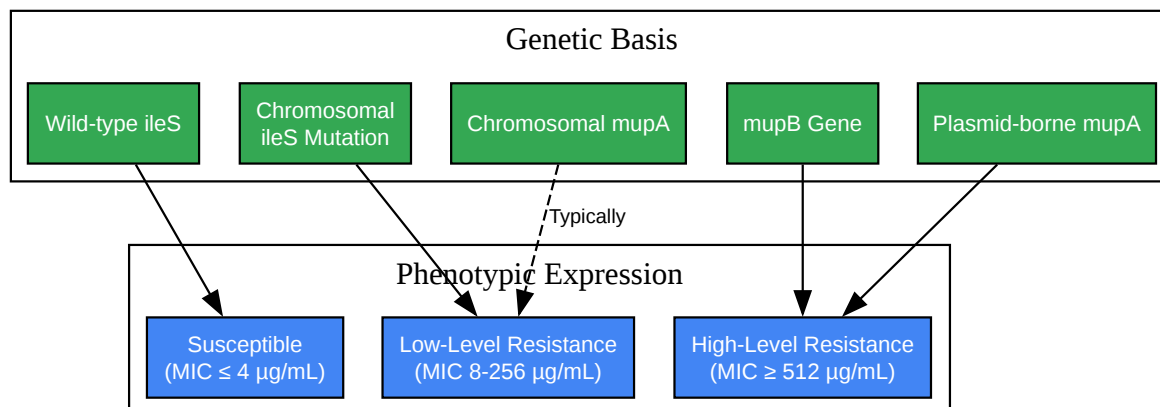 Genetic Basis
Wild-type ileS
Chromosomal
ileS Mutation
Chromosomal mupA
mupB Gene
Plasmid-borne mupA
Typically
Phenotypic Expression
Susceptible
(MIC ≤ 4 µg/mL)
Low-Level Resistance
(MIC 8-256 µg/mL)
High-Level Resistance
(MIC ≥ 512 µg/mL)